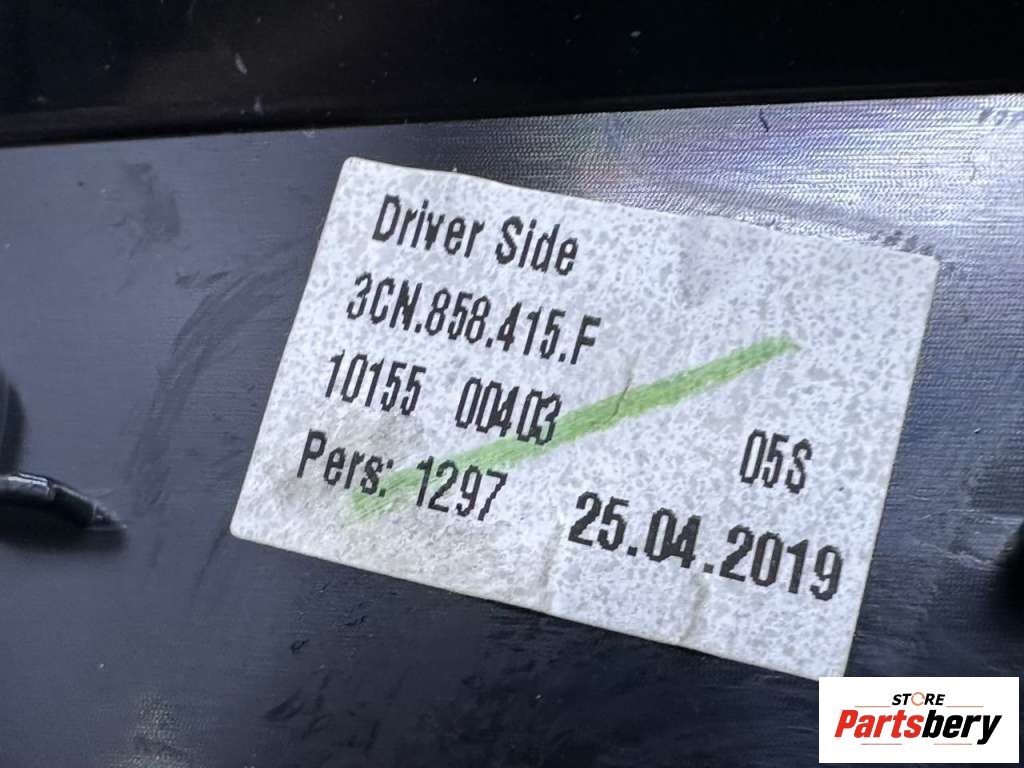 Driver Side
3CN.858.415.F
10155 00403
05S
Pers: 1297
25.04.2019
STORE
Partsbery